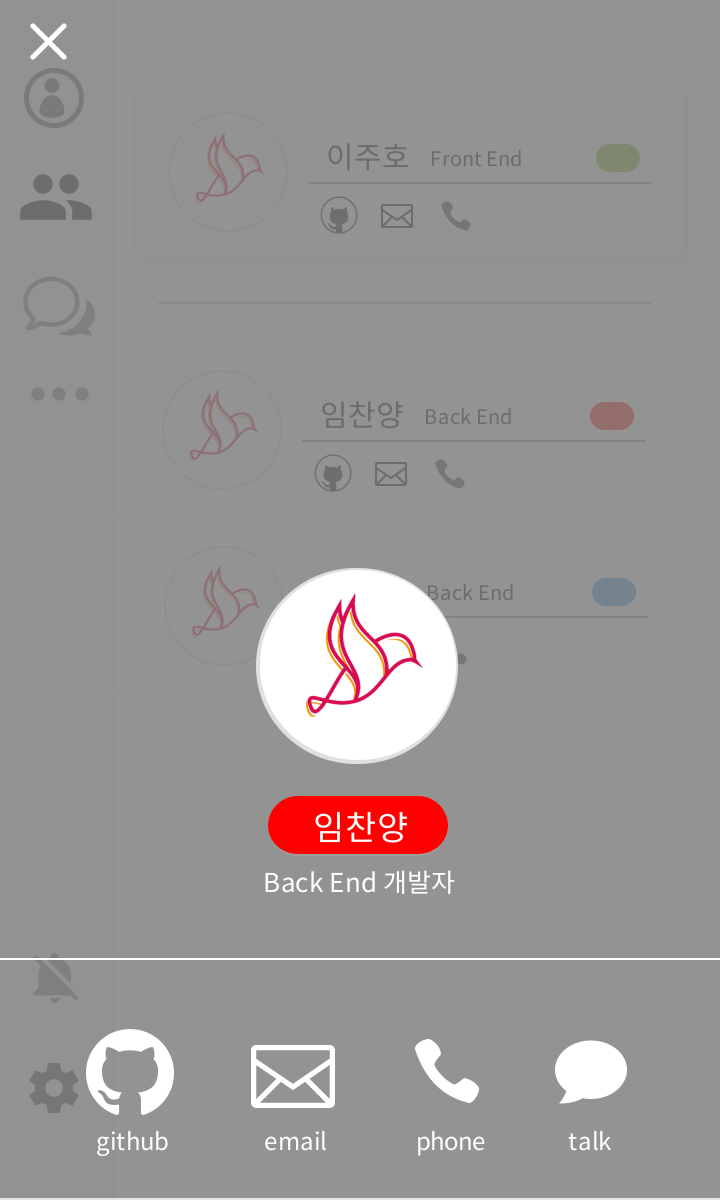 이주호 Front End
임찬양 Back End
Back End
임찬양
Back End 개발자
github email phone talk